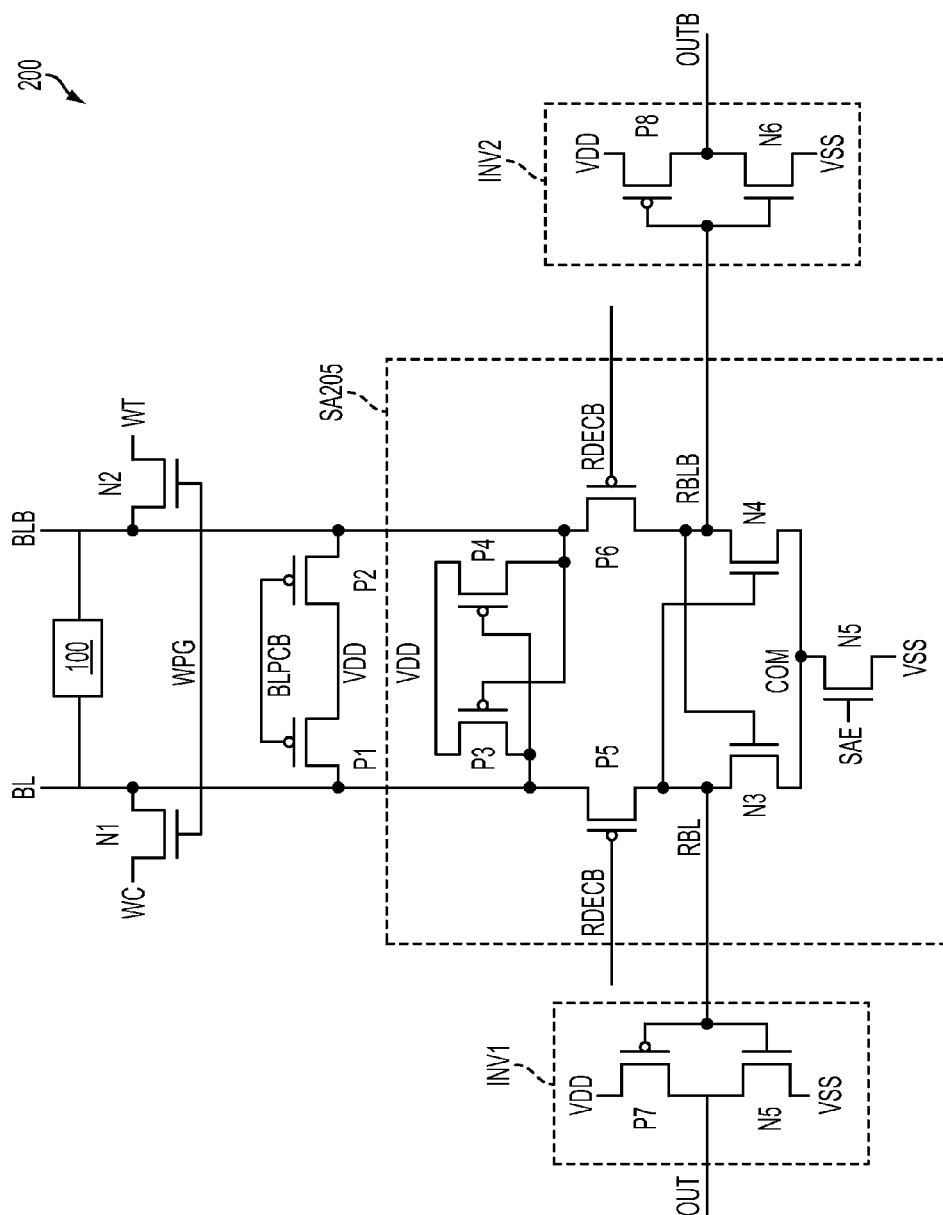 200
BL
BLB
100
WC
N1
N2
WT
WPG
BLPCB
P1
VDD
P2
SA205
VDD
P3
P4
RDECB
P5
P6
RDECB
INV1
VDD
P7
N5
VSS
OUT
RBL
RBLB
N3
N4
COM
SAE
N5
VSS
INV2
VDD
P8
N6
VSS
OUTB